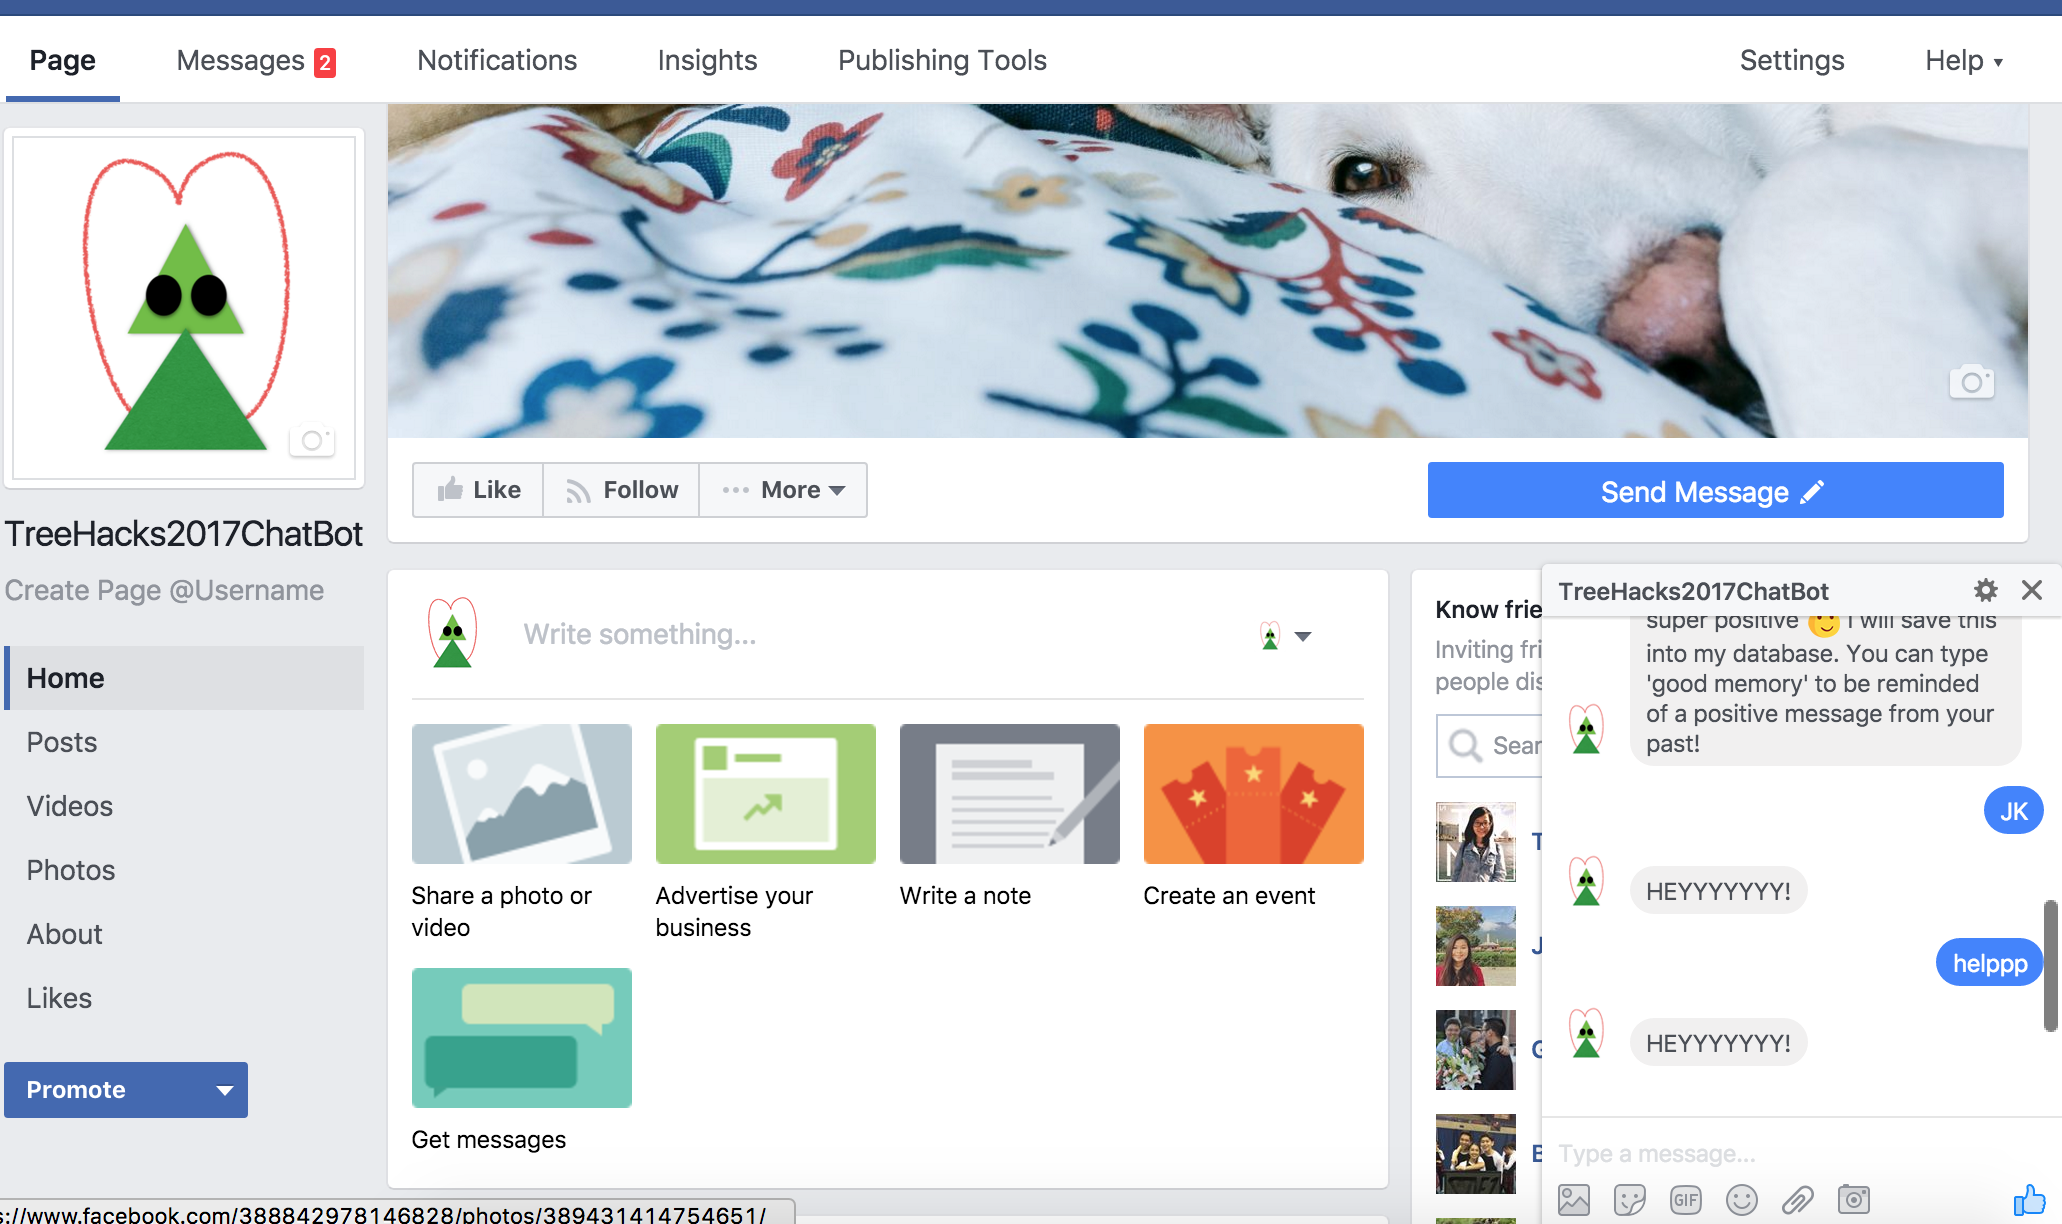 Page
Messages 2
Notifications
Insights
Publishing Tools
Settings
Help
TreeHacks2017ChatBot
Create Page @Username
Home
Posts
Videos
Photos
About
Likes
Promote
Like
Follow
More
Send Message
Write something...
Share a photo or
video
Advertise your
business
Write a note
Create an event
Get messages
Know frie
Inviting fri
people dis
Sear
T
J
G
B
TreeHacks2017ChatBot
super positive 🙂 I will save this
into my database. You can type
'good memory' to be reminded
of a positive message from your
past!
JK
HEYYYYYYY!
helppp
HEYYYYYYY!
Type a message...
GIF
s://www.facebook.com/388842978146828/photos/389431414754651/